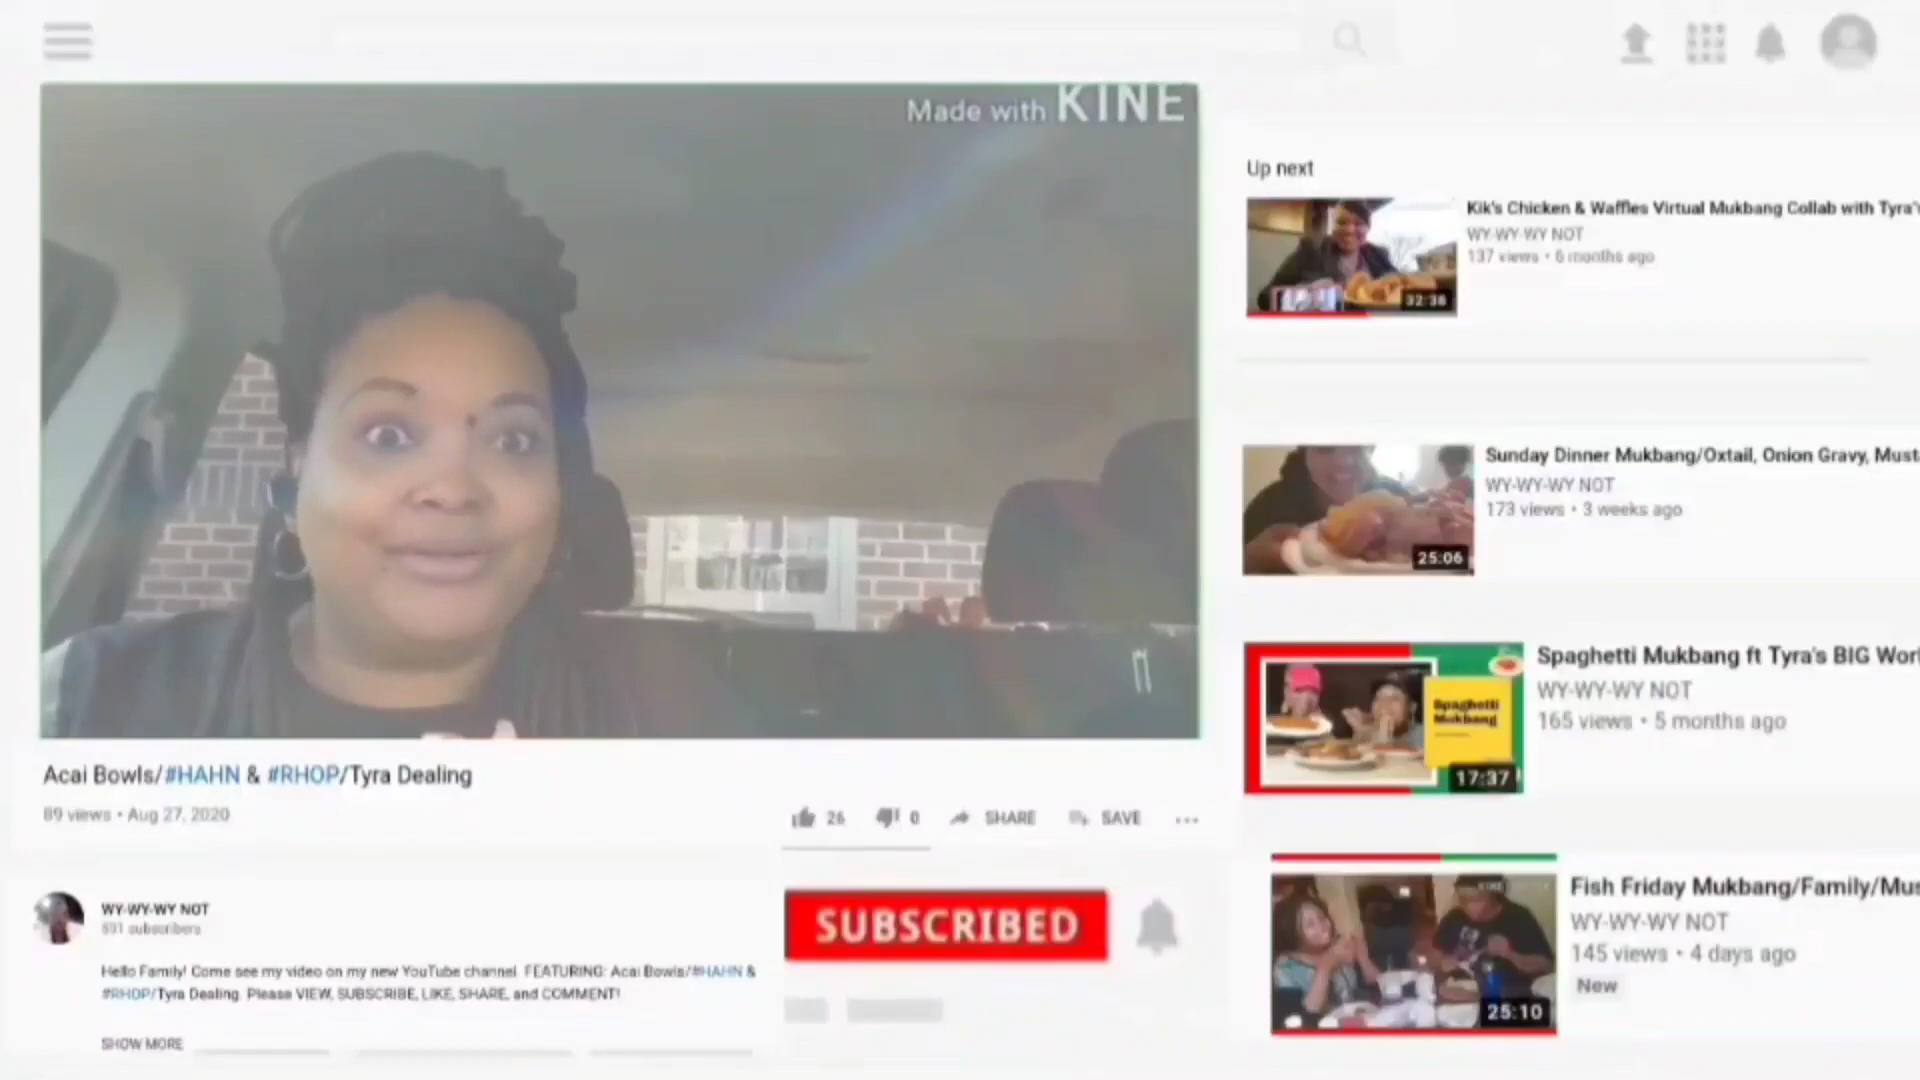 Made with KINE
Acai Bowls/#HAHN & #RHOP/Tyra Dealing
89 views • Aug 27, 2020
26
0
SHARE
SAVE
WY-WY-WY NOT
691 subscribers
Hello Family! Come see my video on my new YouTube channel. FEATURING: Acai Bowls/#HAHN &
#RHOP/Tyra Dealing. Please VIEW, SUBSCRIBE, LIKE, SHARE, and COMMENT!
SHOW MORE
SUBSCRIBED
Up next
Kik's Chicken & Waffles Virtual Mukbang Collab with Tyra's
WY-WY-WY NOT
137 views • 6 months ago
32:38
Sunday Dinner Mukbang/Oxtail, Onion Gravy, Must
WY-WY-WY NOT
173 views • 3 weeks ago
25:06
Spaghetti Mukbang ft Tyra's BIG Worl
WY-WY-WY NOT
165 views • 5 months ago
Spaghetti
Mukbang
17:37
Fish Friday Mukbang/Family/Mus
WY-WY-WY NOT
145 views • 4 days ago
New
25:10